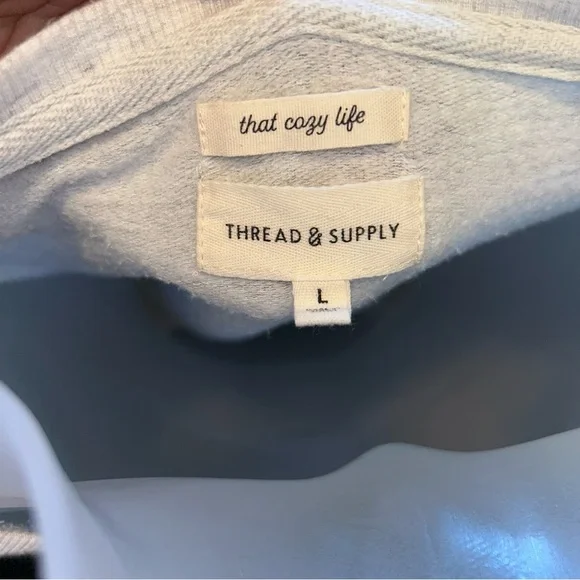 that cozy life
THREAD & SUPPLY
L